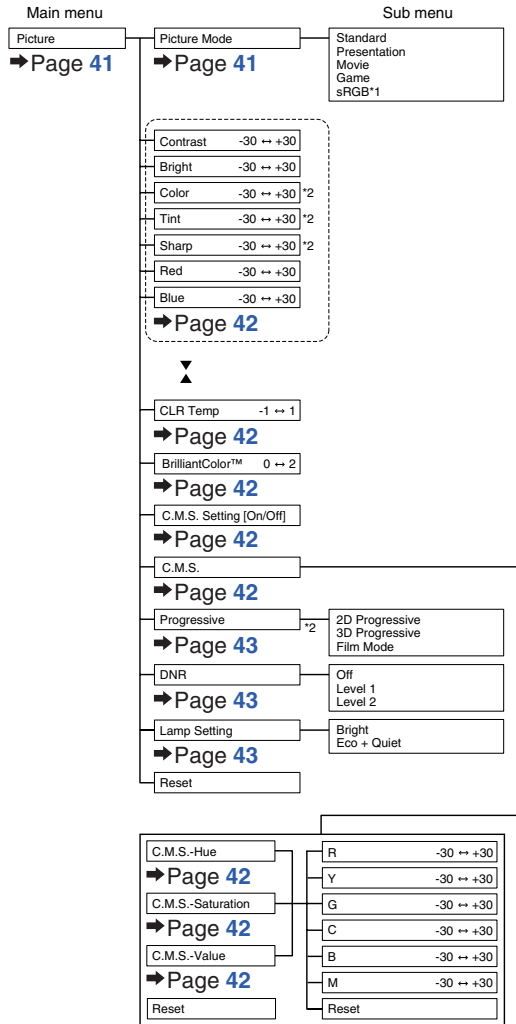 Main menu
Sub menu
Picture
➡Page 41
Picture Mode
➡Page 41
Standard
Presentation
Movie
Game
sRGB*1
Contrast -30 ↔ +30
Bright -30 ↔ +30
Color -30 ↔ +30 *2
Tint -30 ↔ +30 *2
Sharp -30 ↔ +30 *2
Red -30 ↔ +30
Blue -30 ↔ +30
➡Page 42
CLR Temp -1 ↔ 1
➡Page 42
BrilliantColor™ 0 ↔ 2
➡Page 42
C.M.S. Setting [On/Off]
➡Page 42
C.M.S.
➡Page 42
Progressive *2
➡Page 43
2D Progressive
3D Progressive
Film Mode
DNR
➡Page 43
Off
Level 1
Level 2
Lamp Setting
➡Page 43
Bright
Eco + Quiet
Reset
C.M.S.-Hue
➡Page 42
C.M.S.-Saturation
➡Page 42
C.M.S.-Value
➡Page 42
Reset
R -30 ↔ +30
Y -30 ↔ +30
G -30 ↔ +30
C -30 ↔ +30
B -30 ↔ +30
M -30 ↔ +30
Reset